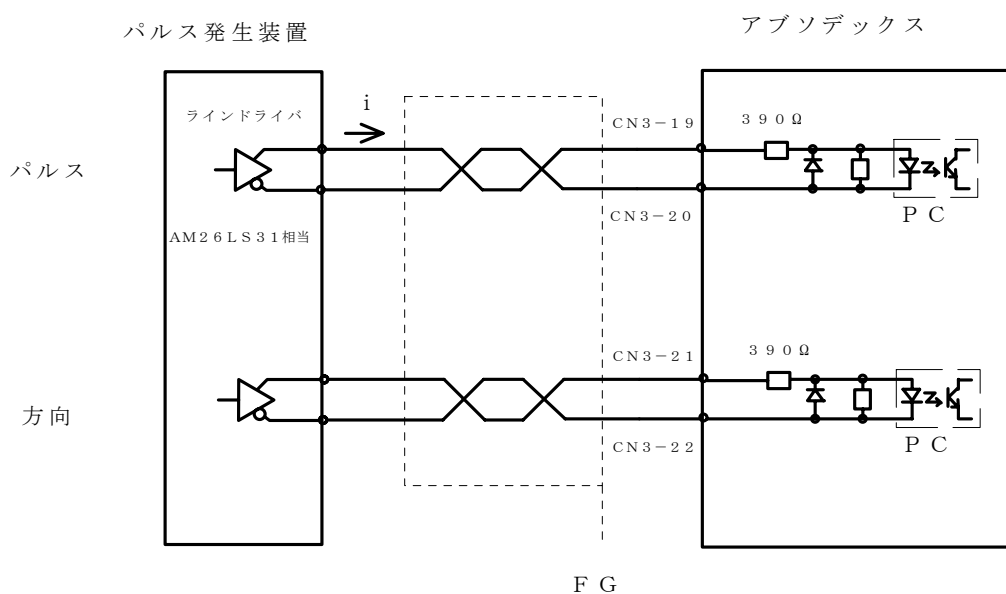 パルス発生装置
アブソデックス
ラインドライバ
i
CN3-19
390Ω
パルス
CN3-20
PC
AM26LS31相当
CN3-21
390Ω
方向
CN3-22
PC
FG